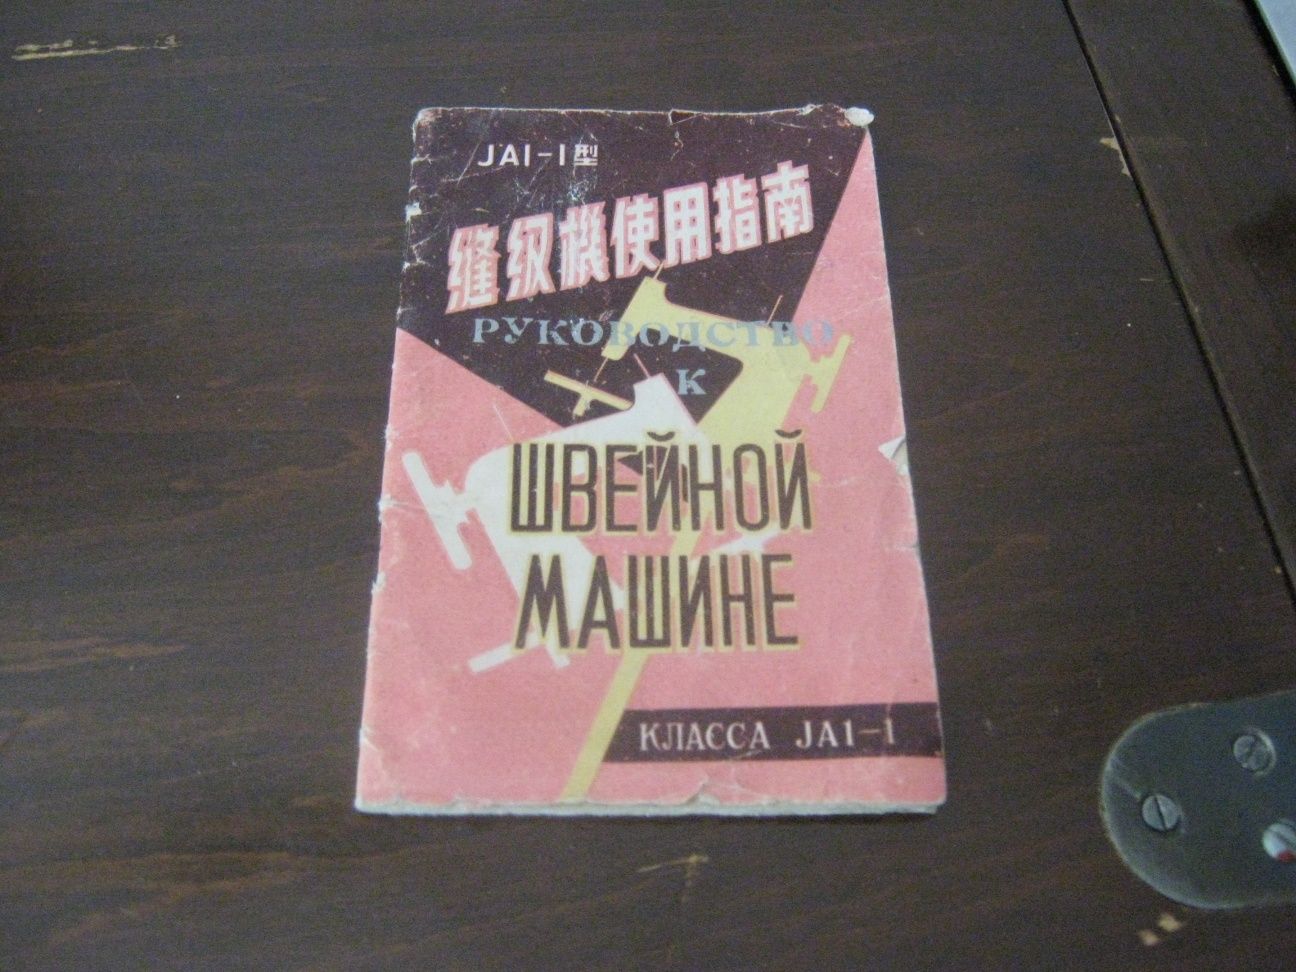 JA1-1型
缝纫機使用指南
РУКОВОДСТВО
К
ШВЕЙНОЙ
МАШИНЕ
КЛАССА JA1-1